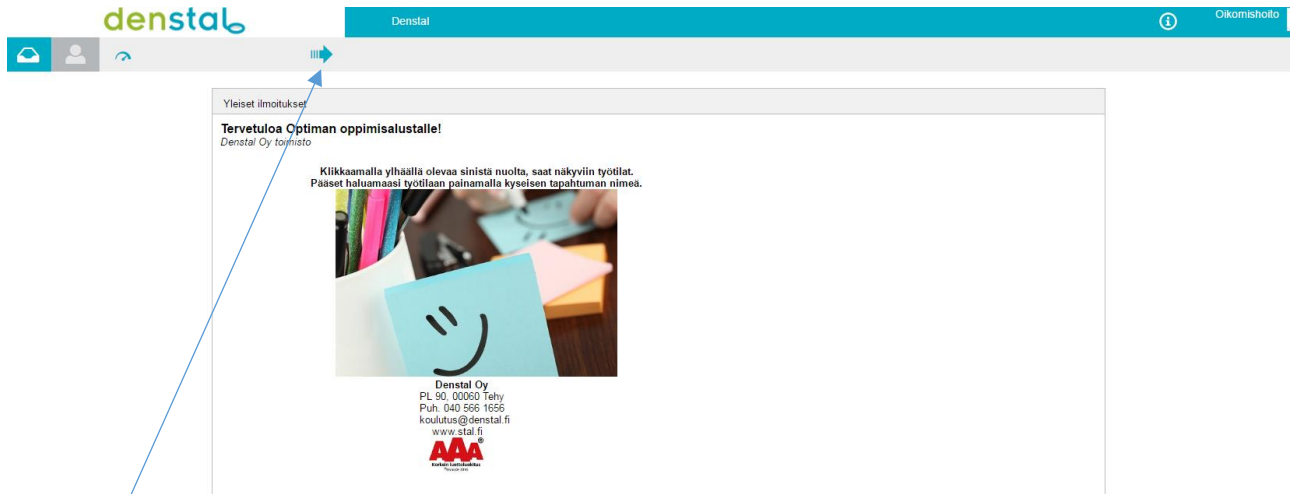 denstal
Denstal
Oikomishoito
Yleiset ilmoitukset
Tervetuloa Optiman oppimisalustalle!
Denstal Oy toimisto
Klikkaamalla ylhäällä olevaa sinistä nuolta, saat näkyviin työtilat.
Pääset haluamaasi työtilaan painamalla kyseisen tapahtuman nimeä.
Denstal Oy
PL 90, 00060 Tehy
Puh. 040 566 1656
koulutus@denstal.fi
www.stal.fi
AAA®
Korkein luottoluokitus